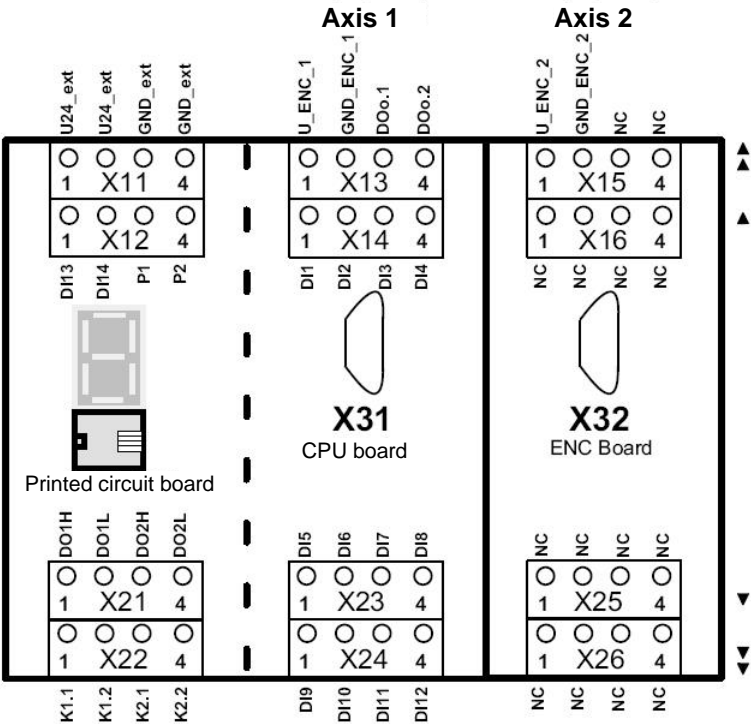 Axis 1 Axis 2
U24_ext U24_ext GND_ext GND_ext U_ENC_1 GND_ENC_1 DOo.1 DOo.2 U_ENC_2 GND_ENC_2 NC NC
1 X11 4 1 X13 4 1 X15 4
1 X12 4 1 X14 4 1 X16 4
DI13 DI14 P1 P2 DI1 DI2 DI3 DI4 NC NC NC NC
X31 X32
CPU board ENC Board
Printed circuit board
DO1H DO1L DO2H DO2L DI5 DI6 DI7 DI8 NC NC NC NC
1 X21 4 1 X23 4 1 X25 4
1 X22 4 1 X24 4 1 X26 4
K1.1 K1.2 K2.1 K2.2 DI9 DI10 DI11 DI12 NC NC NC NC